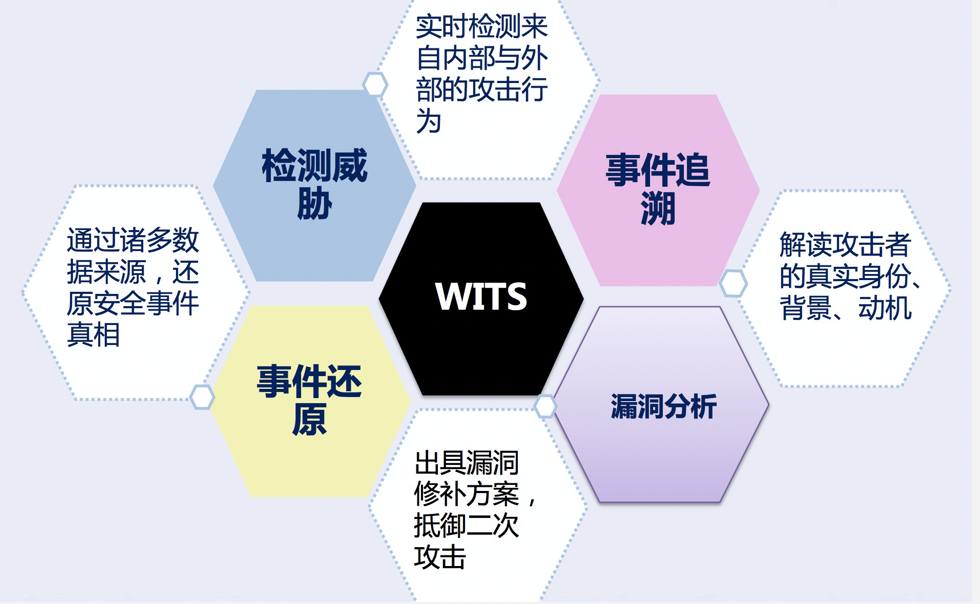 实时检测来
自内部与外
部的攻击行
为
检测威
胁
事件追
溯
通过诸多数
据来源，还
原安全事件
真相
WITS
解读攻击者
的真实身份、
背景、动机
事件还
原
漏洞分析
出具漏洞
修补方案，
抵御二次
攻击